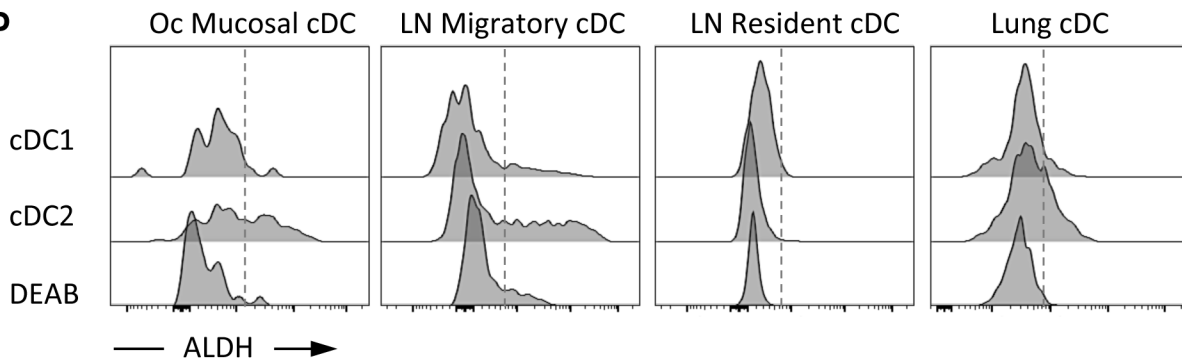 Oc Mucosal cDC LN Migratory cDC LN Resident cDC Lung cDC
cDC1
cDC2
DEAB
ALDH